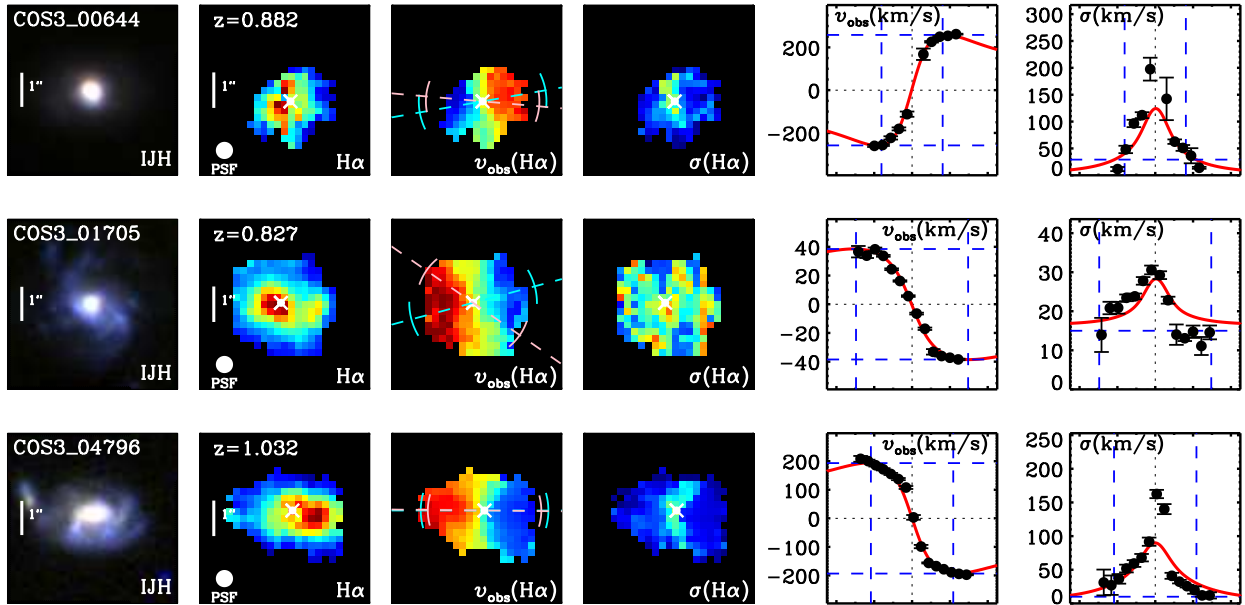 COS3_00644
1"
IJH
z=0.882
1"
PSF
Hα
v_obs(Hα)
σ(Hα)
v_obs(km/s)
200
0
−200
σ(km/s)
300
250
200
150
100
50
0
COS3_01705
1"
IJH
z=0.827
1"
PSF
Hα
v_obs(Hα)
σ(Hα)
v_obs(km/s)
40
20
0
−20
−40
σ(km/s)
40
30
20
10
0
COS3_04796
1"
IJH
z=1.032
1"
PSF
Hα
v_obs(Hα)
σ(Hα)
v_obs(km/s)
200
100
0
−100
−200
σ(km/s)
250
200
150
100
50
0